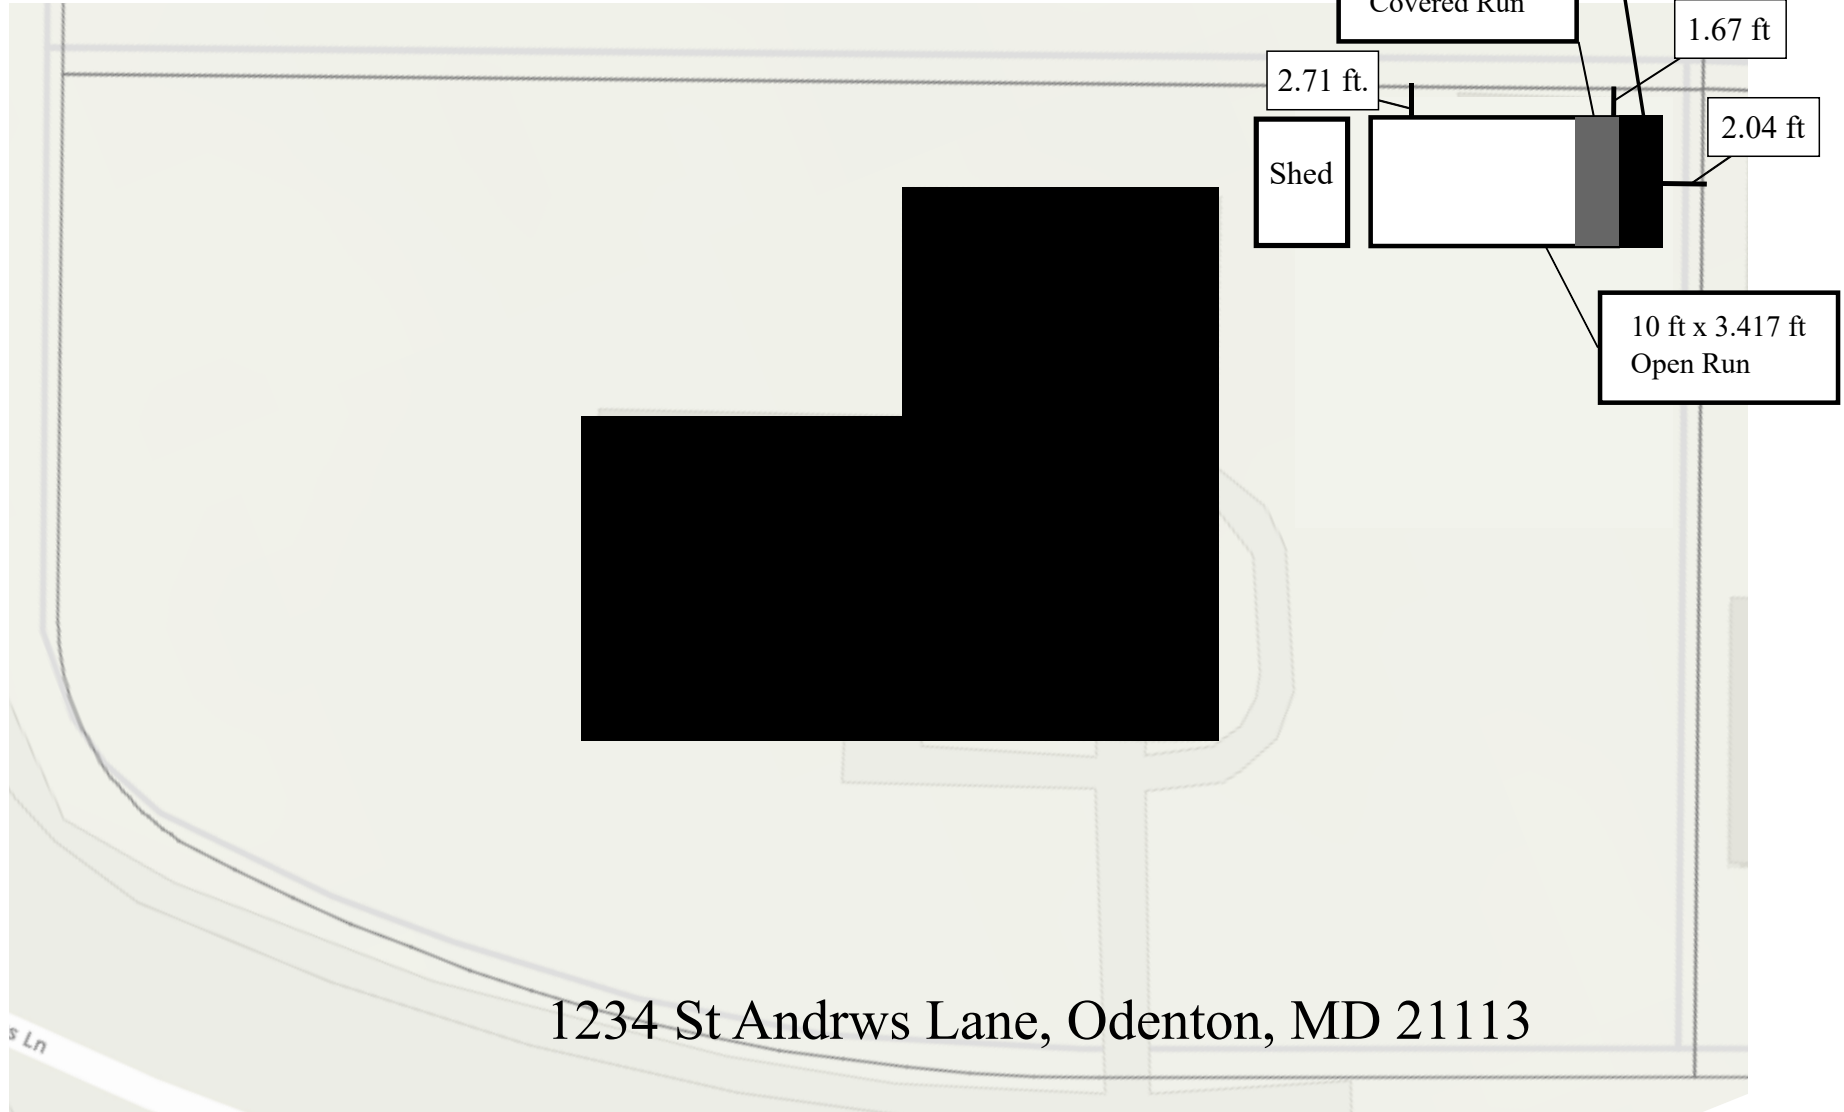 Covered Run
1.67 ft
2.71 ft.
2.04 ft
Shed
10 ft x 3.417 ft
Open Run
1234 St Andrws Lane, Odenton, MD 21113
s Ln